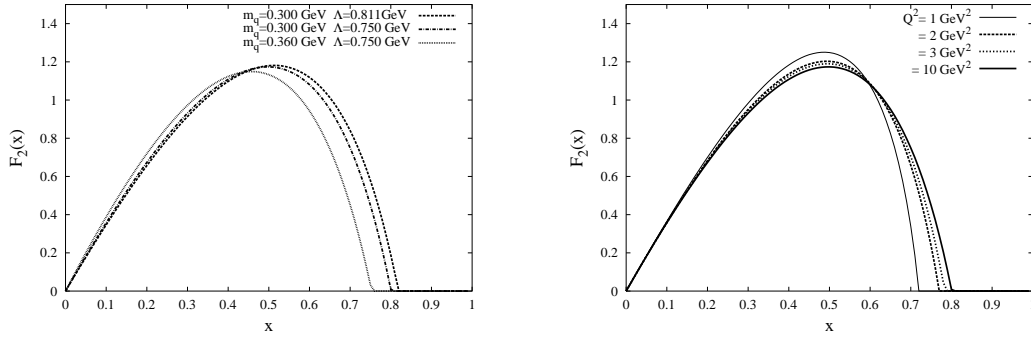 m_q=0.300 GeV Λ=0.811GeV
m_q=0.300 GeV Λ=0.750 GeV
m_q=0.360 GeV Λ=0.750 GeV
1.4
1.2
1
0.8
0.6
0.4
0.2
0
F_2(x)
0 0.1 0.2 0.3 0.4 0.5 0.6 0.7 0.8 0.9 1
x
Q^2= 1 GeV^2
= 2 GeV^2
= 3 GeV^2
= 10 GeV^2
1.4
1.2
1
0.8
0.6
0.4
0.2
0
F_2(x)
0 0.1 0.2 0.3 0.4 0.5 0.6 0.7 0.8 0.9
x